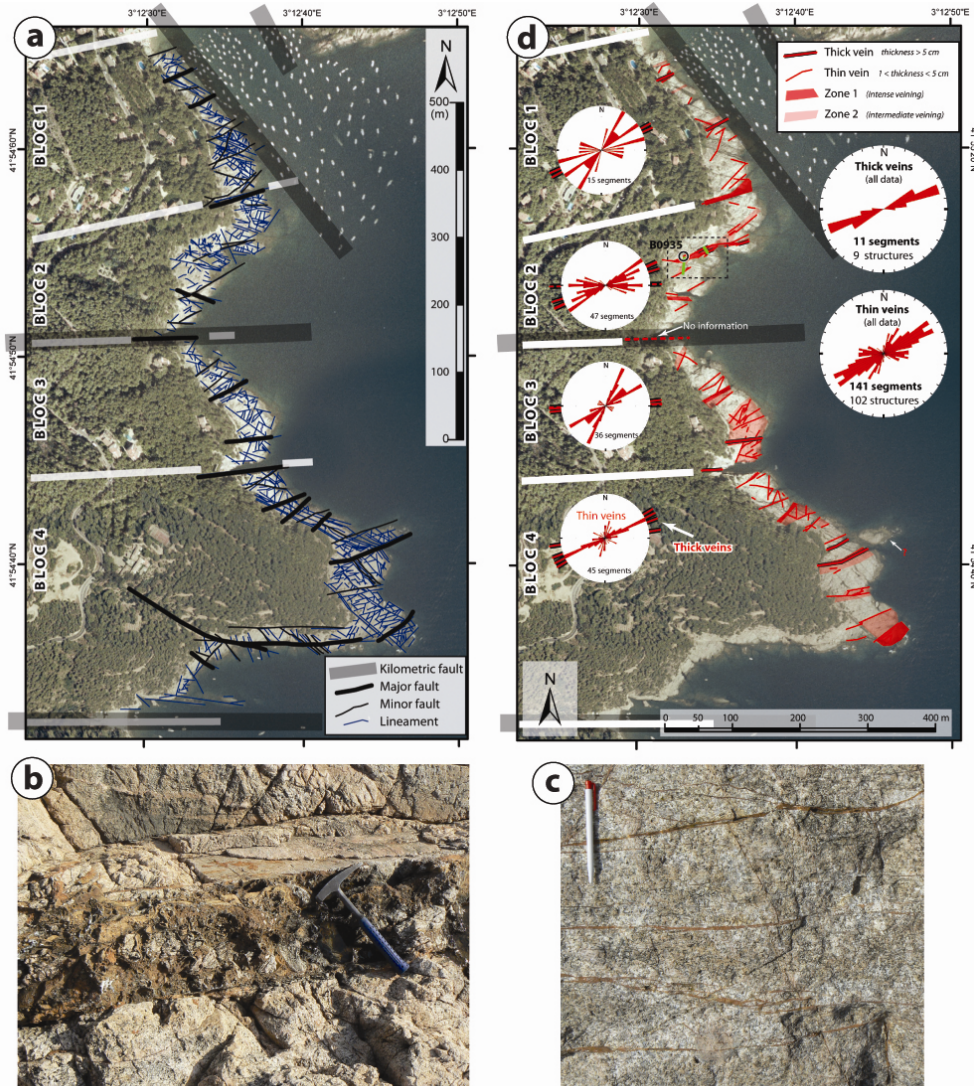 a
3°12'30"E
3°12'40"E
3°12'50"E
N
500
(m)
400
300
200
100
0
41°54'60"N
41°54'50"N
41°54'40"N
BLOC 1
BLOC 2
BLOC 3
BLOC 4
Kilometric fault
Major fault
Minor fault
Lineament
d
3°12'30"E
3°12'40"E
3°12'50"E
Thick vein thickness > 5 cm
Thin vein 1 < thickness < 5 cm
Zone 1 (Intense veining)
Zone 2 (intermediate veining)
BLOC 1
BLOC 2
BLOC 3
BLOC 4
N
15 segments
B0935
N
47 segments
No information
N
36 segments
N
Thin veins
Thick veins
45 segments
N
Thick veins
(all data)
11 segments
9 structures
N
Thin veins
(all data)
141 segments
102 structures
N
0 50 100 200 300 400 m
b
c